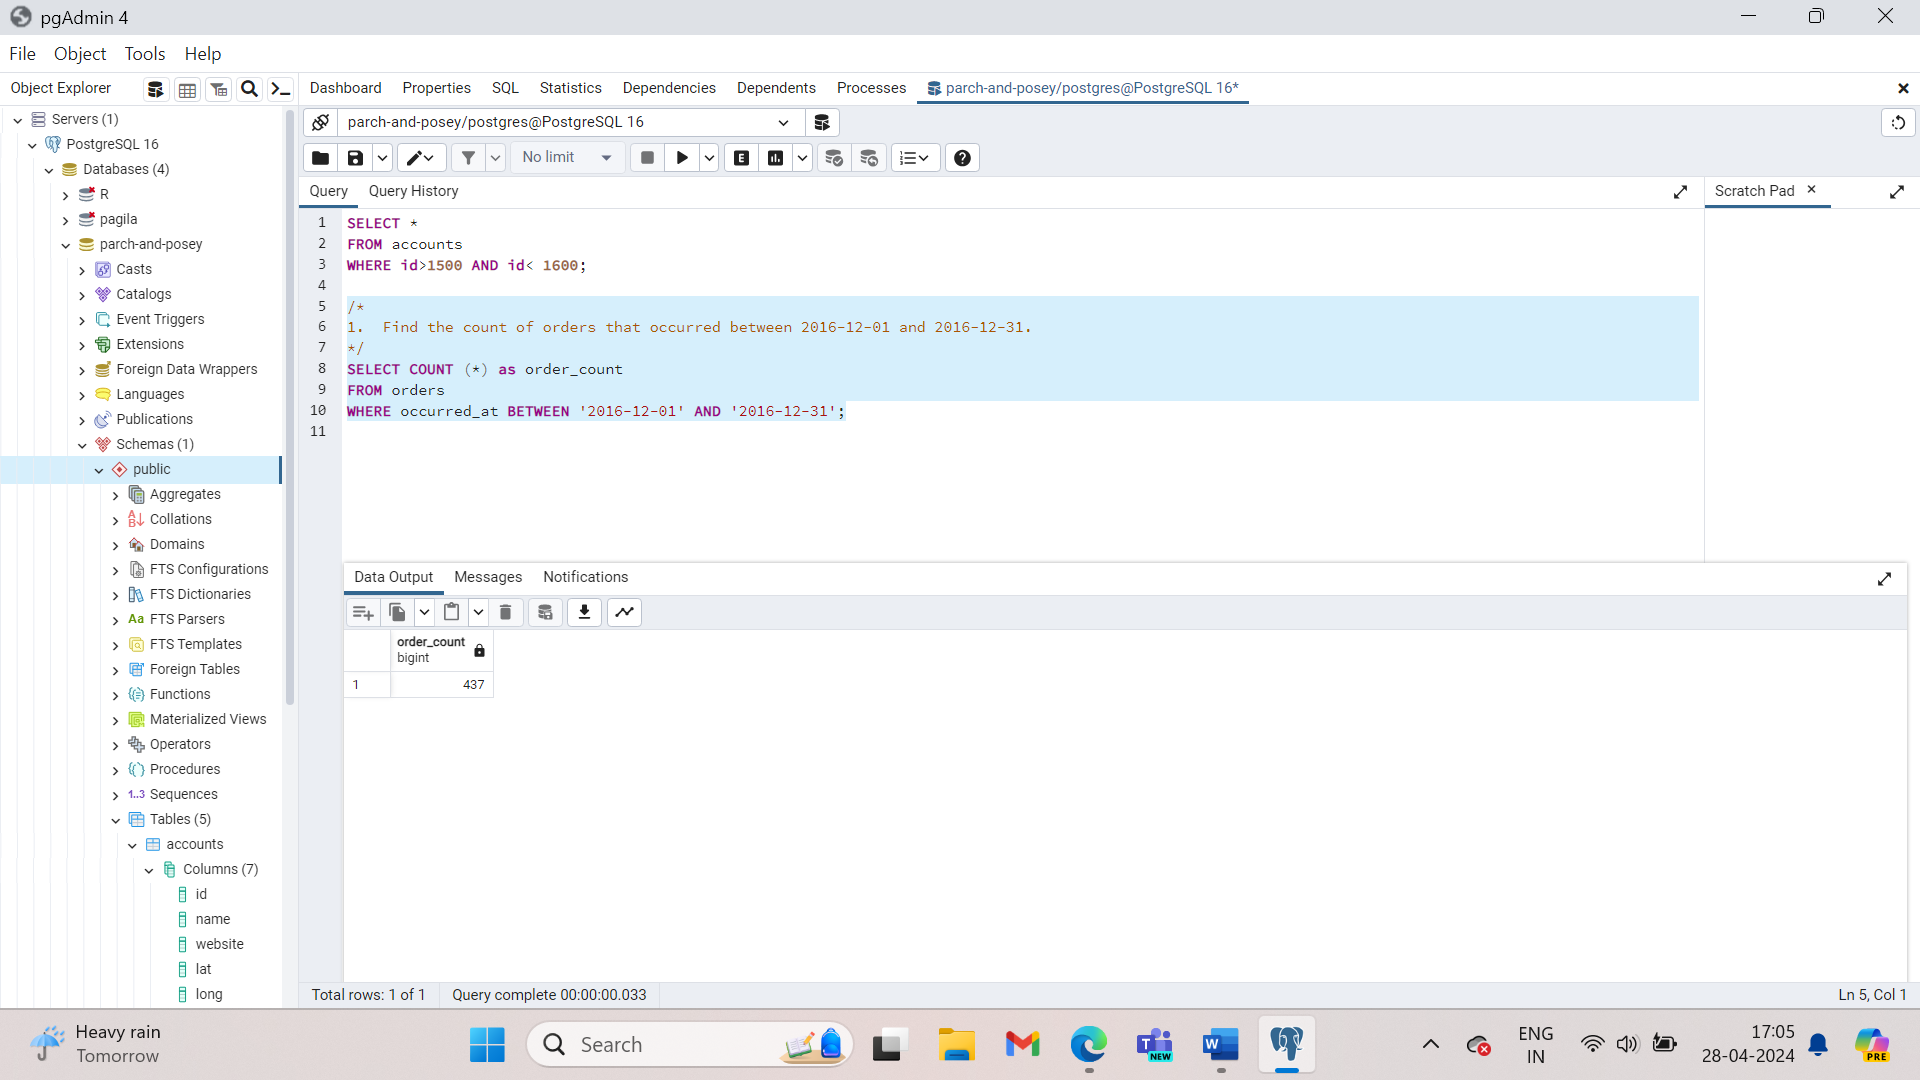 pgAdmin 4
File Object Tools Help
Object Explorer
Dashboard Properties SQL Statistics Dependencies Dependents Processes parch-and-posey/postgres@PostgreSQL 16*
Servers (1)
PostgreSQL 16
Databases (4)
R
pagila
parch-and-posey
Casts
Catalogs
Event Triggers
Extensions
Foreign Data Wrappers
Languages
Publications
Schemas (1)
public
Aggregates
Collations
Domains
FTS Configurations
FTS Dictionaries
Aa FTS Parsers
FTS Templates
Foreign Tables
Functions
Materialized Views
Operators
Procedures
1..3 Sequences
Tables (5)
accounts
Columns (7)
id
name
website
lat
long
parch-and-posey/postgres@PostgreSQL 16
No limit
E
Query Query History
Scratch Pad
1 SELECT *
2 FROM accounts
3 WHERE id>1500 AND id< 1600;
4
5 /*
6 1.  Find the count of orders that occurred between 2016-12-01 and 2016-12-31.
7 */
8 SELECT COUNT (*) as order_count
9 FROM orders
10 WHERE occurred_at BETWEEN '2016-12-01' AND '2016-12-31';
11
Data Output Messages Notifications
order_count
bigint
1 437
Total rows: 1 of 1 Query complete 00:00:00.033 Ln 5, Col 1
Heavy rain
Tomorrow
Search
NEW
W
ENG
IN
17:05
28-04-2024
PRE